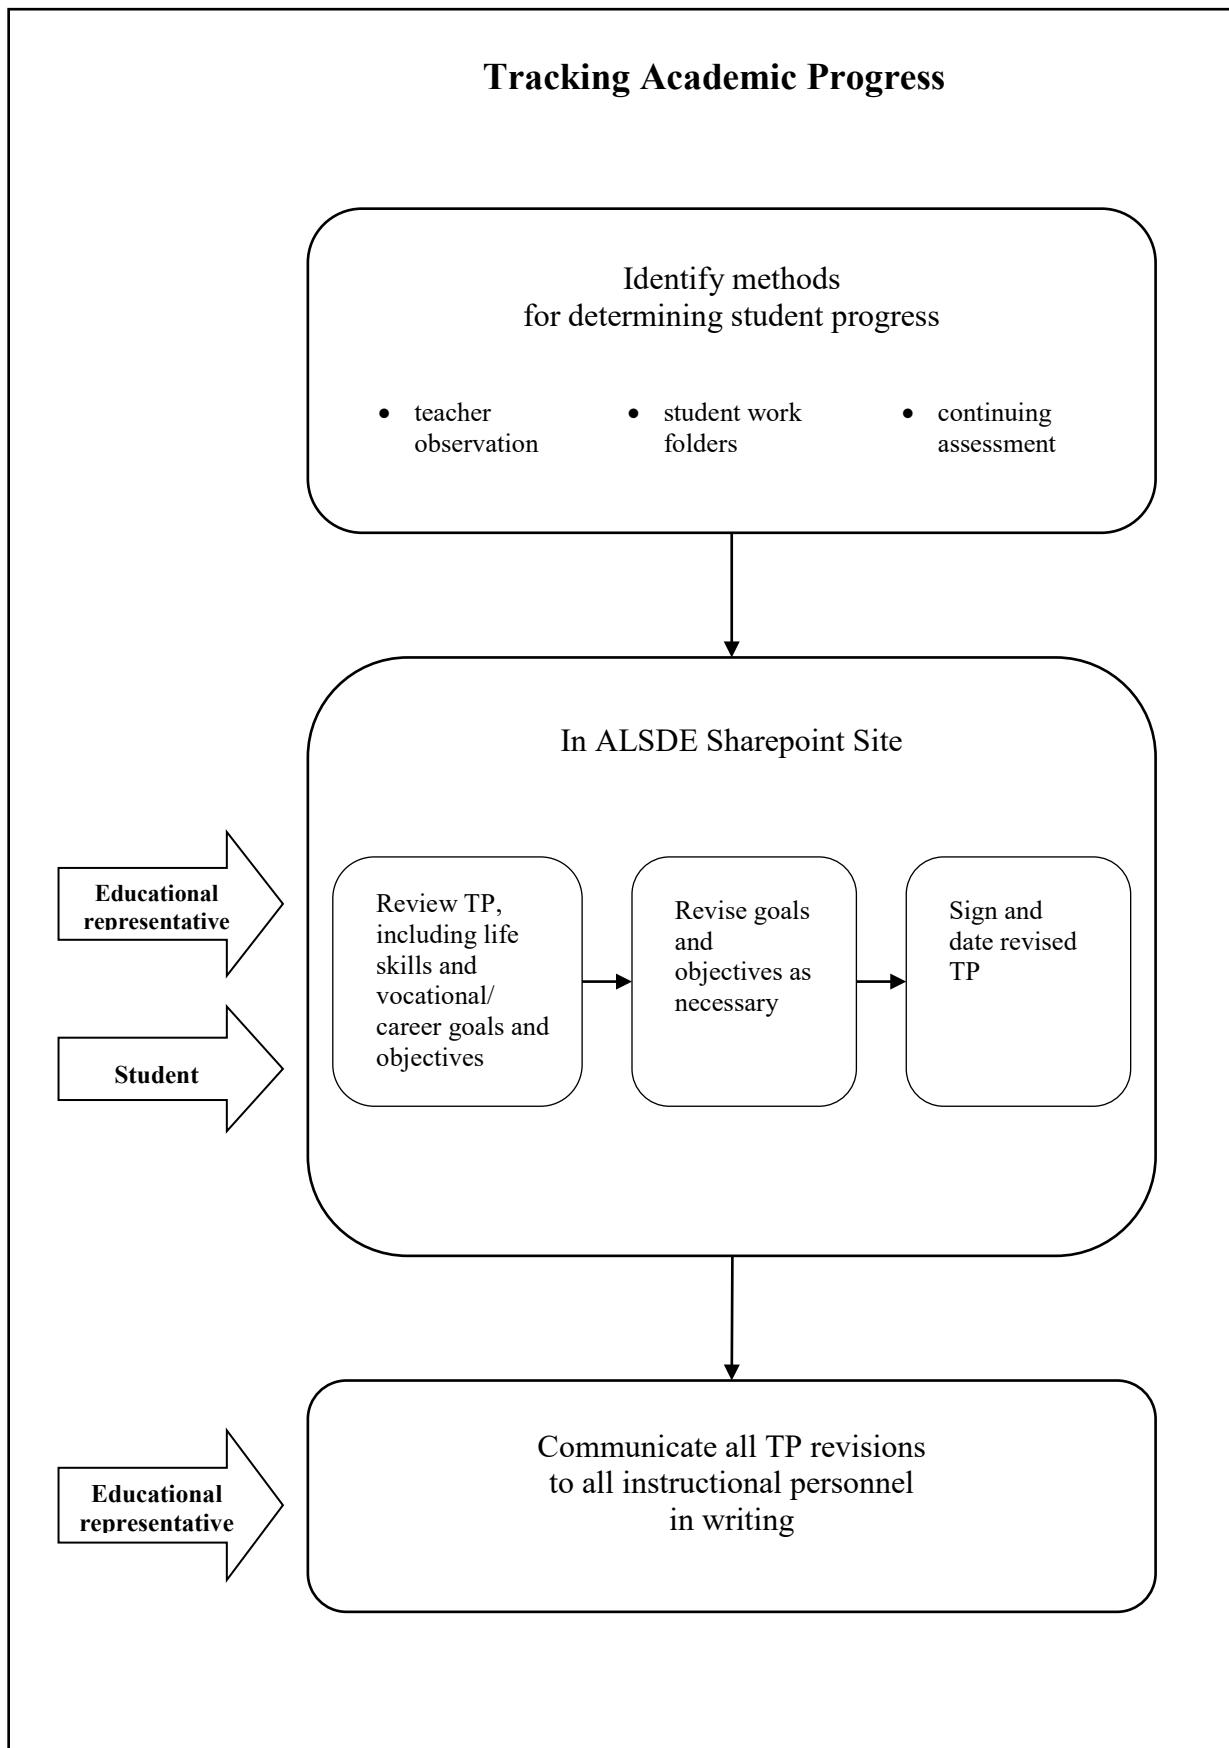 Tracking Academic Progress
Identify methods
for determining student progress
• teacher
observation
• student work
folders
• continuing
assessment
In ALSDE Sharepoint Site
Educational
representative
Student
Review TP,
including life
skills and
vocational/
career goals and
objectives
Revise goals
and
objectives as
necessary
Sign and
date revised
TP
Educational
representative
Communicate all TP revisions
to all instructional personnel
in writing